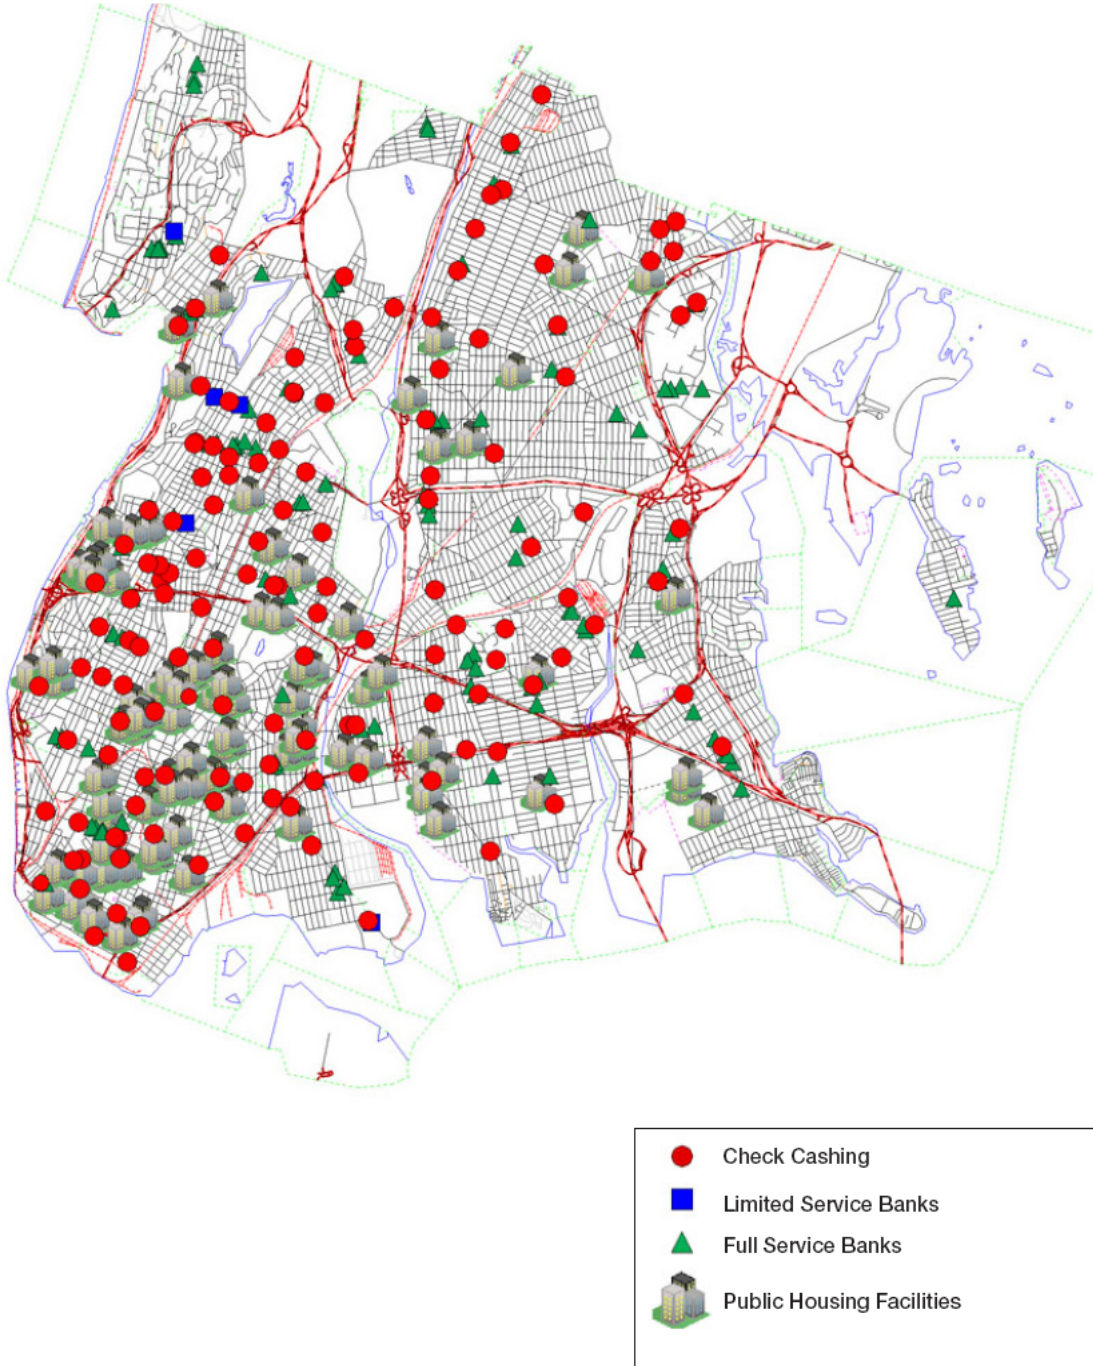 Check Cashing
Limited Service Banks
Full Service Banks
Public Housing Facilities